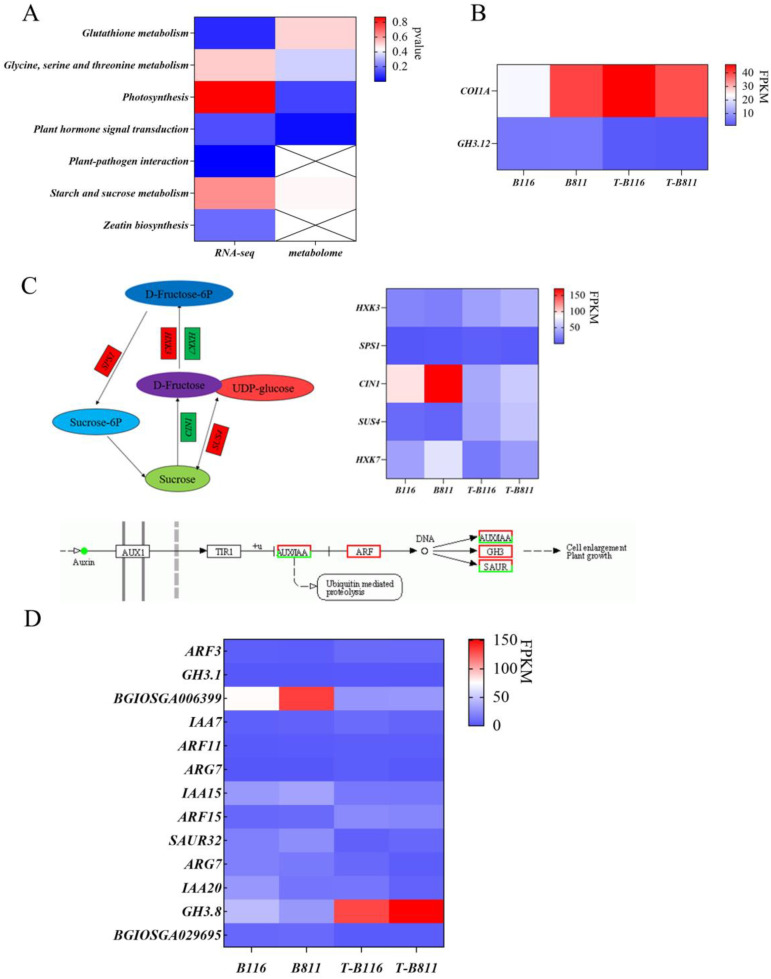 A
Glutathione metabolism
Glycine, serine and threonine metabolism
Photosynthesis
Plant hormone signal transduction
Plant-pathogen interaction
Starch and sucrose metabolism
Zeatin biosynthesis
RNA-seq metabolome
0.8
0.6
0.4
0.2
pvalue
B
COI1A
GH3.12
B116 B811 T-B116 T-B811
40
30
20
10
FPKM
C
D-Fructose-6P
SPS1
D-Fructose
UDP-glucose
Sucrose-6P
CIN1
SUS4
Sucrose
HXK3
SPS1
CIN1
SUS4
HXK7
B116 B811 T-B116 T-B811
150
100
50
FPKM
Auxin
AUX1
TIR1
+u
AUX/IAA
ARF
DNA
AUX/IAA
GH3
SAUR
Cell enlargement
Plant growth
Ubiquitin mediated
proteolysis
D
ARF3
GH3.1
BGIOSGA006399
IAA7
ARF11
ARG7
IAA15
ARF15
SAUR32
ARG7
IAA20
GH3.8
BGIOSGA029695
B116 B811 T-B116 T-B811
150
100
50
0
FPKM